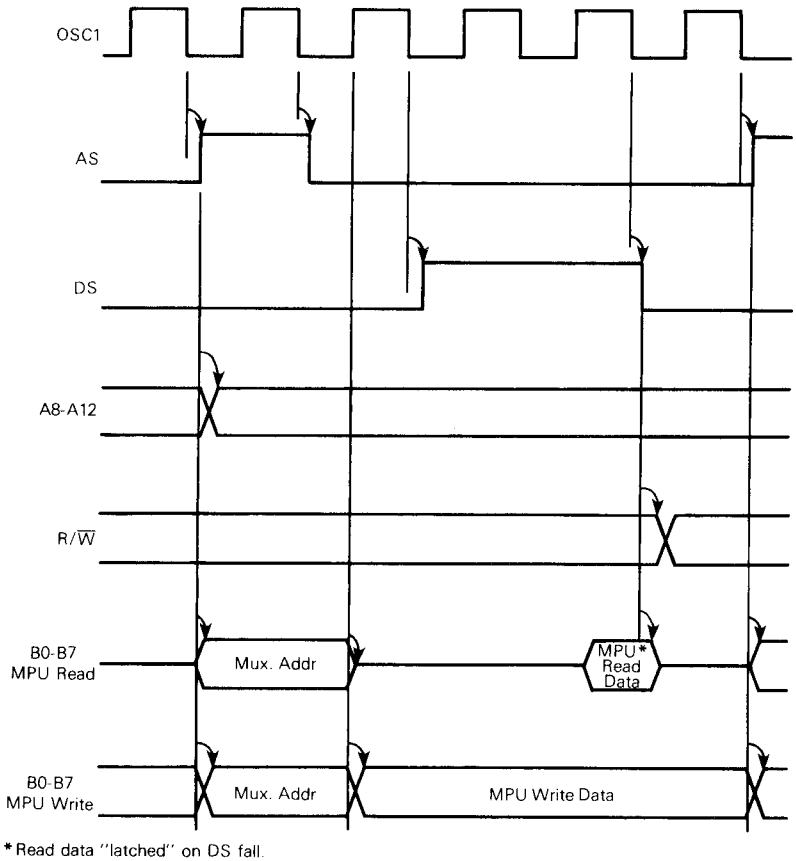 OSC1
AS
DS
A8-A12
R/W̅
B0-B7
MPU Read
Mux. Addr
MPU*
Read
Data
B0-B7
MPU Write
Mux. Addr
MPU Write Data
*Read data "latched" on DS fall.